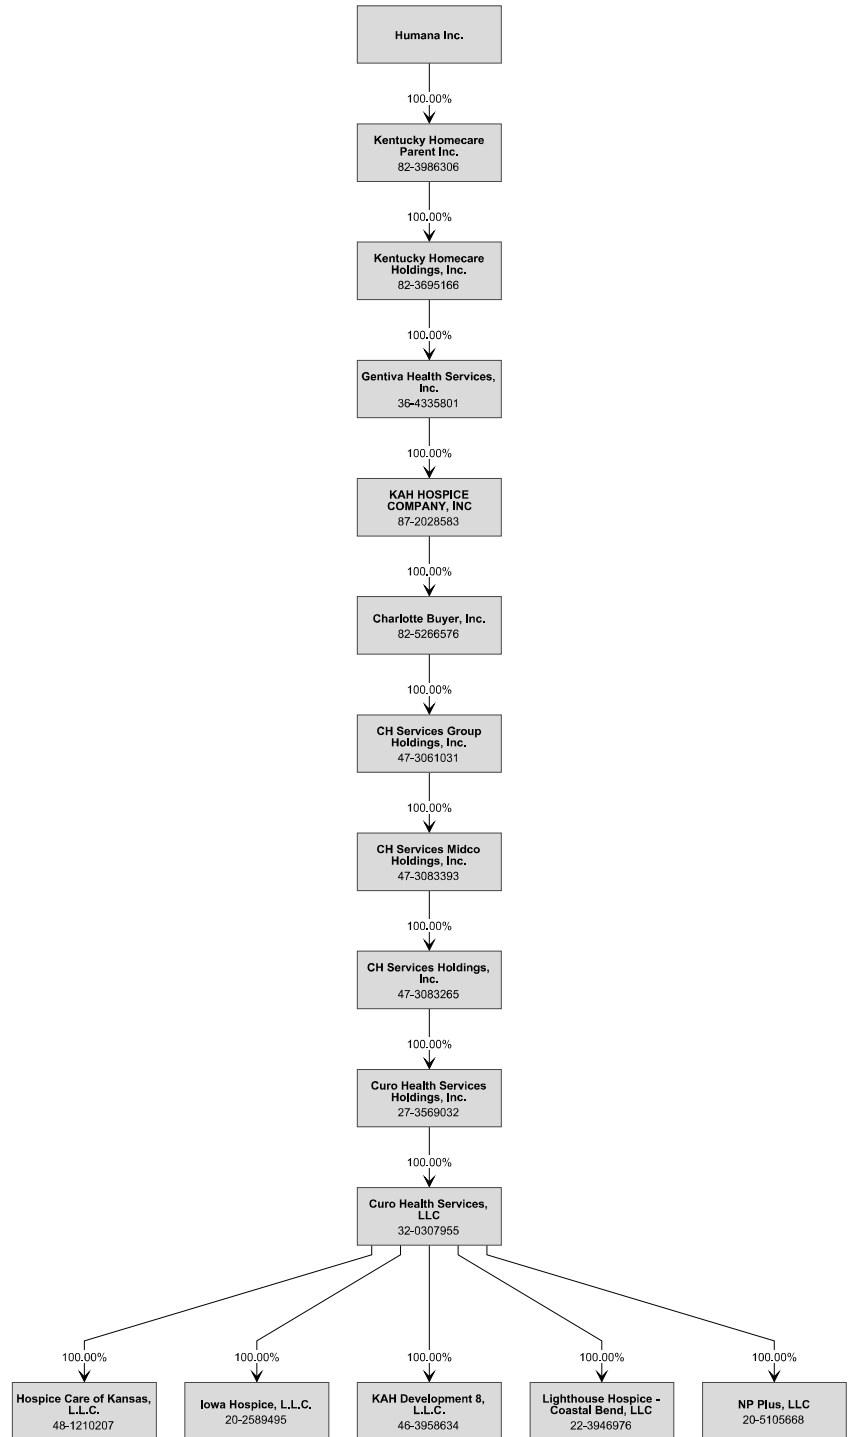 Humana Inc.
100.00%
Kentucky Homecare
Parent Inc.
82-3986306
100.00%
Kentucky Homecare
Holdings, Inc.
82-3695166
100.00%
Gentiva Health Services,
Inc.
36-4335801
100.00%
KAH HOSPICE
COMPANY, INC
87-2028583
100.00%
Charlotte Buyer, Inc.
82-5266576
100.00%
CH Services Group
Holdings, Inc.
47-3061031
100.00%
CH Services Midco
Holdings, Inc.
47-3083393
100.00%
CH Services Holdings,
Inc.
47-3083265
100.00%
Curo Health Services
Holdings, Inc.
27-3569032
100.00%
Curo Health Services,
LLC
32-0307955
100.00%
Hospice Care of Kansas,
L.L.C.
48-1210207
100.00%
Iowa Hospice, L.L.C.
20-2589495
100.00%
KAH Development 8,
L.L.C.
46-3958634
100.00%
Lighthouse Hospice -
Coastal Bend, LLC
22-3946976
100.00%
NP Plus, LLC
20-5105668